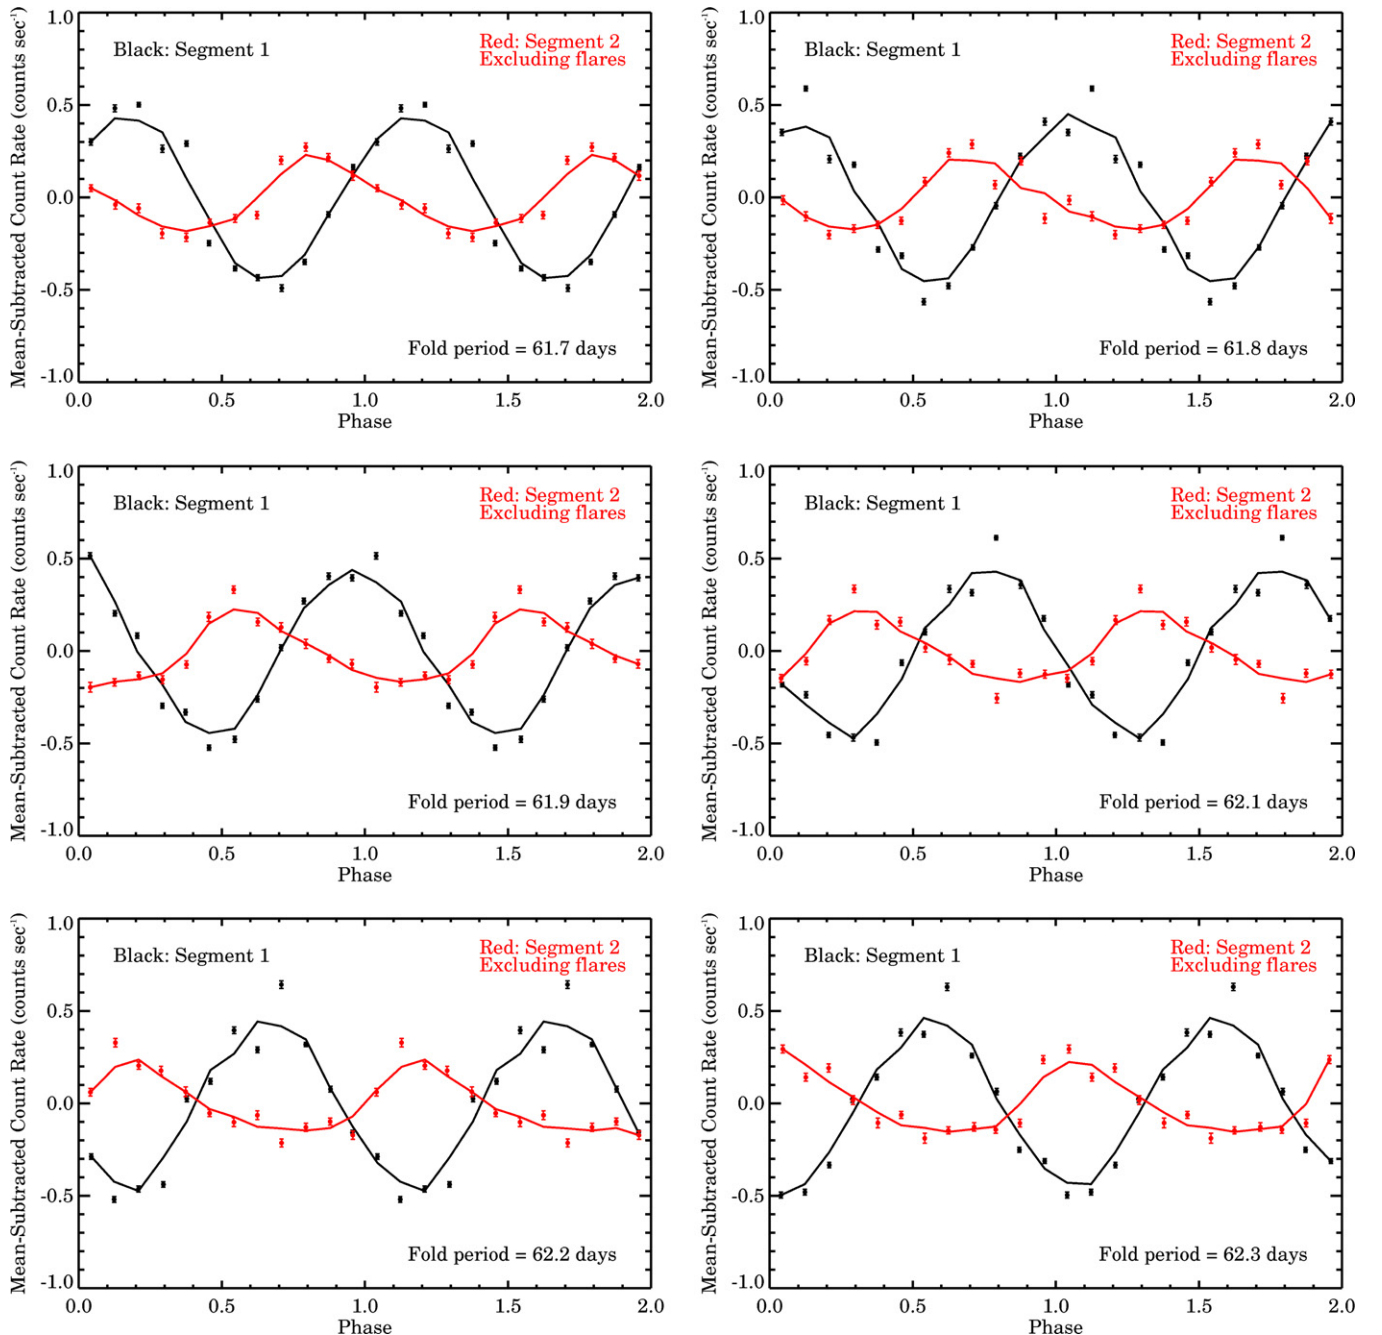 Black: Segment 1
Red: Segment 2
Excluding flares
Fold period = 61.7 days
Mean-Subtracted Count Rate (counts sec⁻¹)
1.0
0.5
0.0
-0.5
-1.0
0.0 0.5 1.0 1.5 2.0
Phase
Black: Segment 1
Red: Segment 2
Excluding flares
Fold period = 61.8 days
Mean-Subtracted Count Rate (counts sec⁻¹)
1.0
0.5
0.0
-0.5
-1.0
0.0 0.5 1.0 1.5 2.0
Phase
Black: Segment 1
Red: Segment 2
Excluding flares
Fold period = 61.9 days
Mean-Subtracted Count Rate (counts sec⁻¹)
1.0
0.5
0.0
-0.5
-1.0
0.0 0.5 1.0 1.5 2.0
Phase
Black: Segment 1
Red: Segment 2
Excluding flares
Fold period = 62.1 days
Mean-Subtracted Count Rate (counts sec⁻¹)
1.0
0.5
0.0
-0.5
-1.0
0.0 0.5 1.0 1.5 2.0
Phase
Black: Segment 1
Red: Segment 2
Excluding flares
Fold period = 62.2 days
Mean-Subtracted Count Rate (counts sec⁻¹)
1.0
0.5
0.0
-0.5
-1.0
0.0 0.5 1.0 1.5 2.0
Phase
Black: Segment 1
Red: Segment 2
Excluding flares
Fold period = 62.3 days
Mean-Subtracted Count Rate (counts sec⁻¹)
1.0
0.5
0.0
-0.5
-1.0
0.0 0.5 1.0 1.5 2.0
Phase